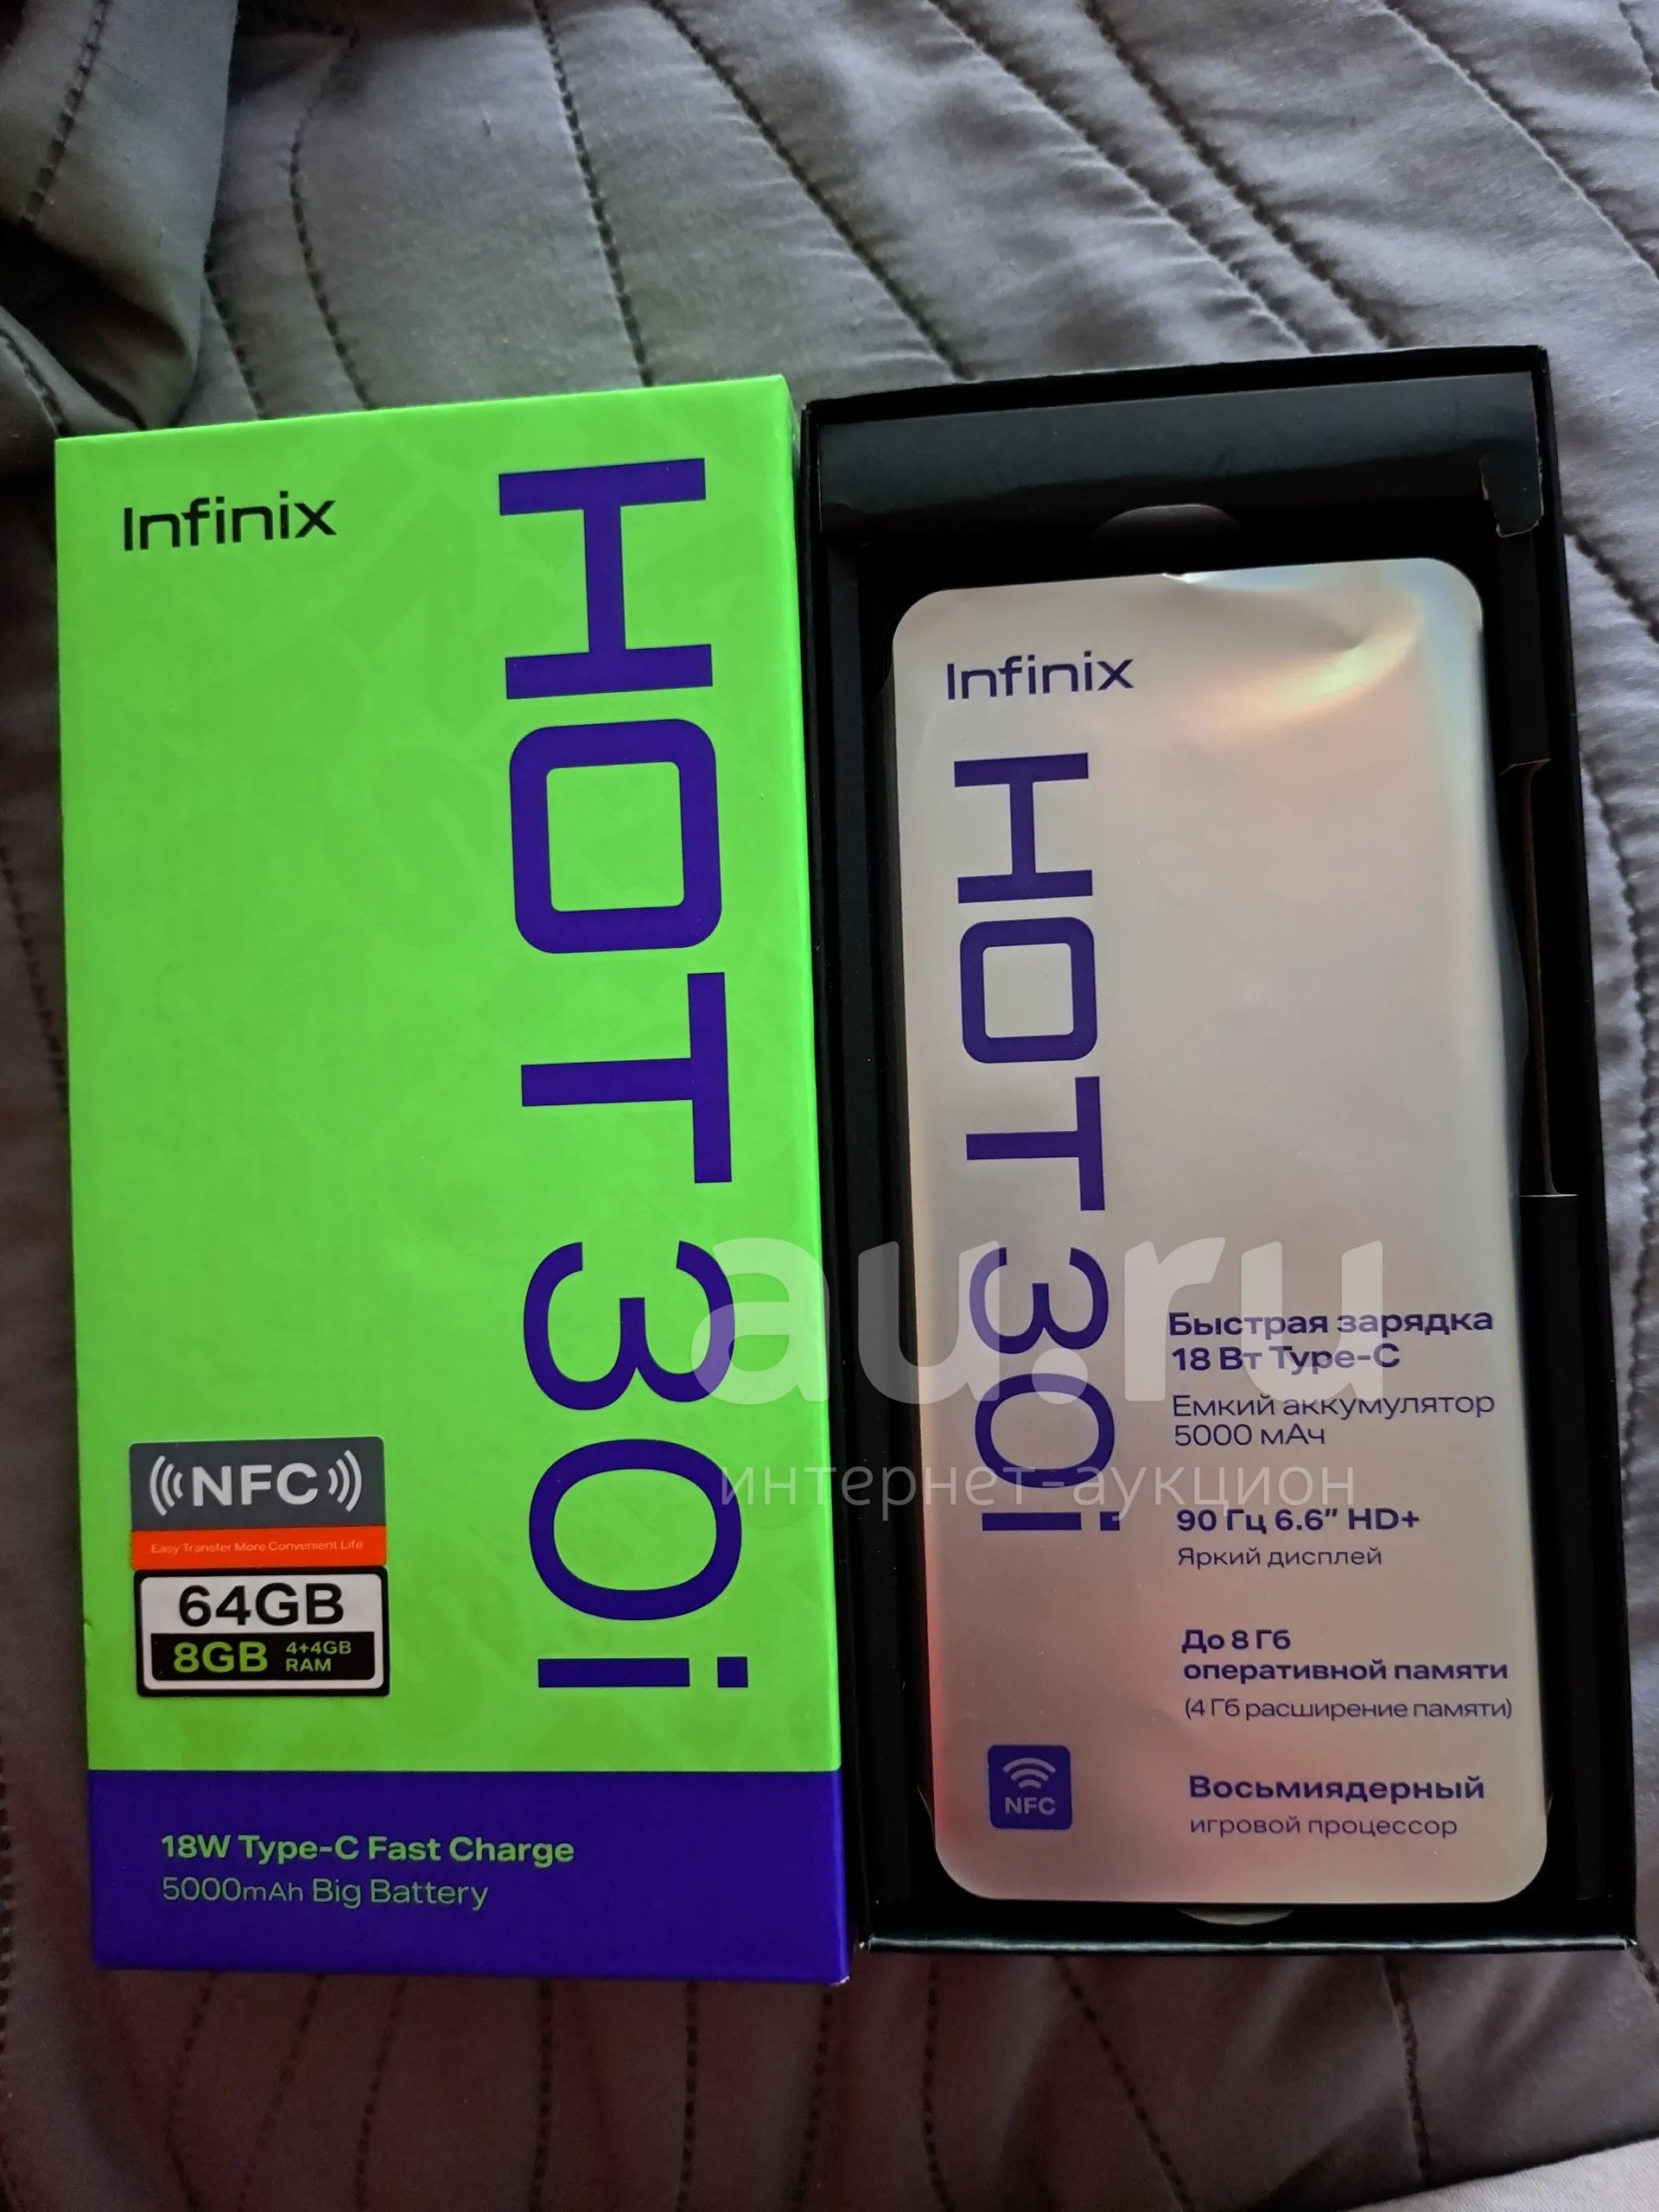 Infinix
HOT 30i
((( NFC )))
Easy Transfer More Convenient Life
64GB
8GB 4+4GB
RAM
18W Type-C Fast Charge
5000mAh Big Battery
Infinix
HOT 30i
Быстрая зарядка
18 Вт Type-C
Емкий аккумулятор
5000 мАч
90 Гц 6.6" HD+
Яркий дисплей
До 8 Гб
оперативной памяти
(4 Гб расширение памяти)
Восьмиядерный
игровой процессор
NFC
au.ru
интернет-аукцион